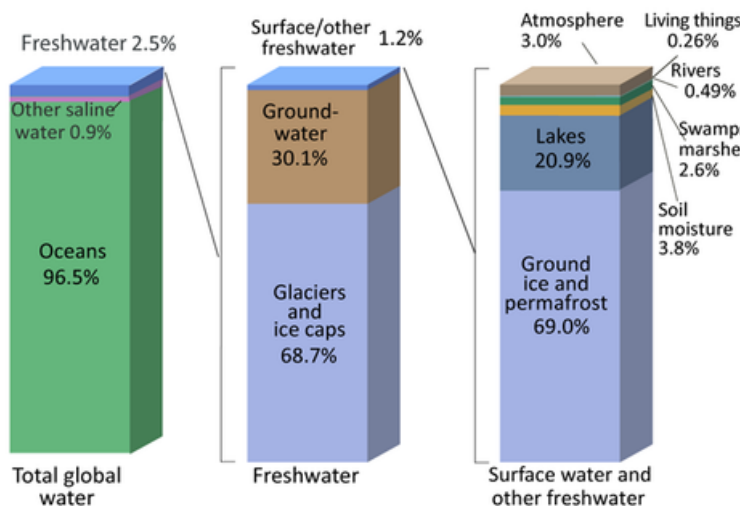 Freshwater 2.5%
Other saline
water 0.9%
Oceans
96.5%
Total global
water
Surface/other
freshwater 1.2%
Ground-
water
30.1%
Glaciers and
ice caps
68.7%
Freshwater
Atmosphere
3.0%
Living things
0.26%
Rivers
0.49%
Swamp
marshe
2.6%
Soil
moisture
3.8%
Lakes
20.9%
Ground
ice and
permafrost
69.0%
Surface water and
other freshwater